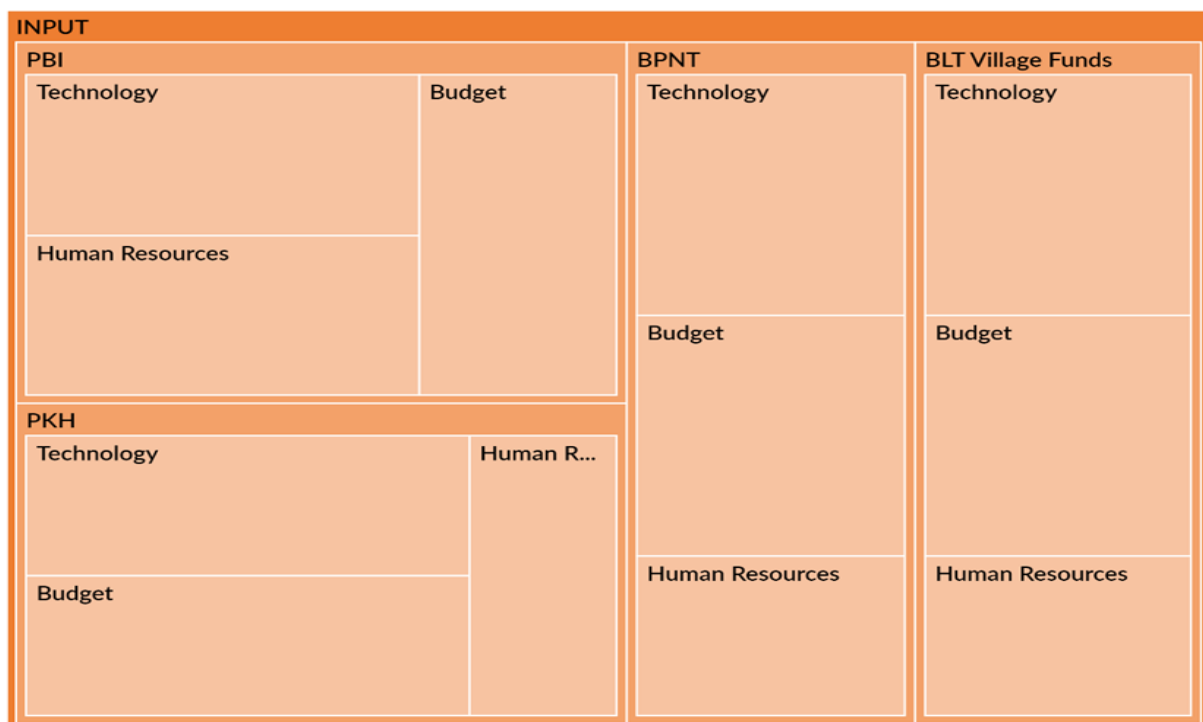 INPUT
PBI
Technology
Budget
Human Resources
PKH
Technology
Human R...
Budget
BPNT
Technology
Budget
Human Resources
BLT Village Funds
Technology
Budget
Human Resources